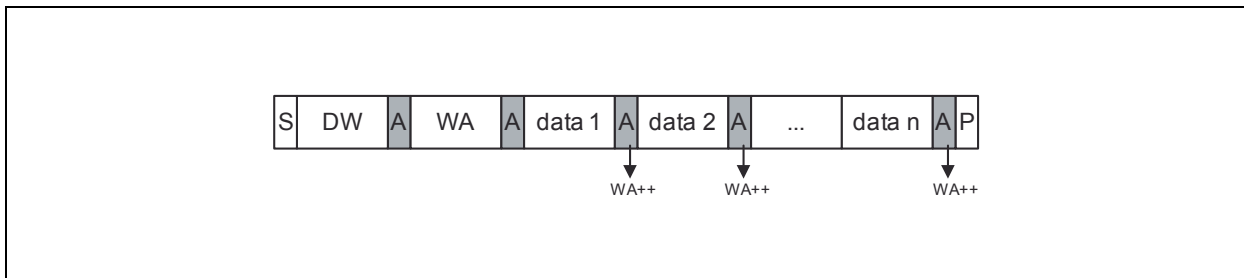 S DW A WA A data 1 A data 2 A ... data n A P
WA++ WA++ WA++